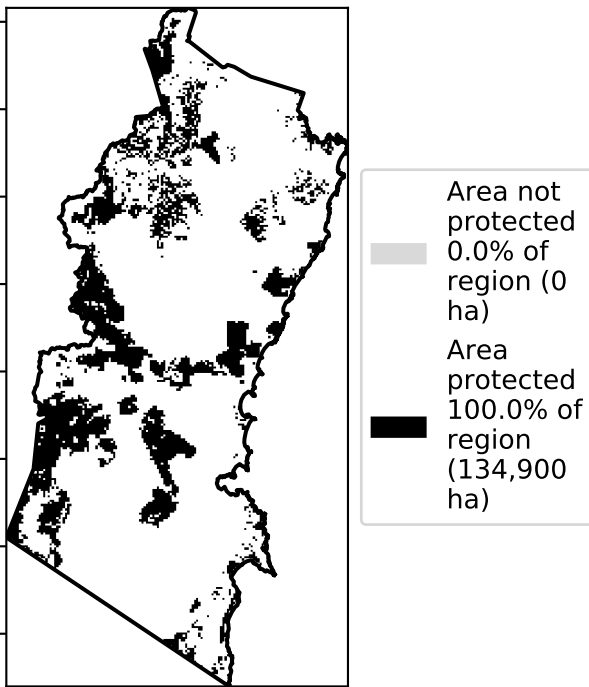 Area not
protected
0.0% of
region (0
ha)
Area
protected
100.0% of
region
(134,900
ha)